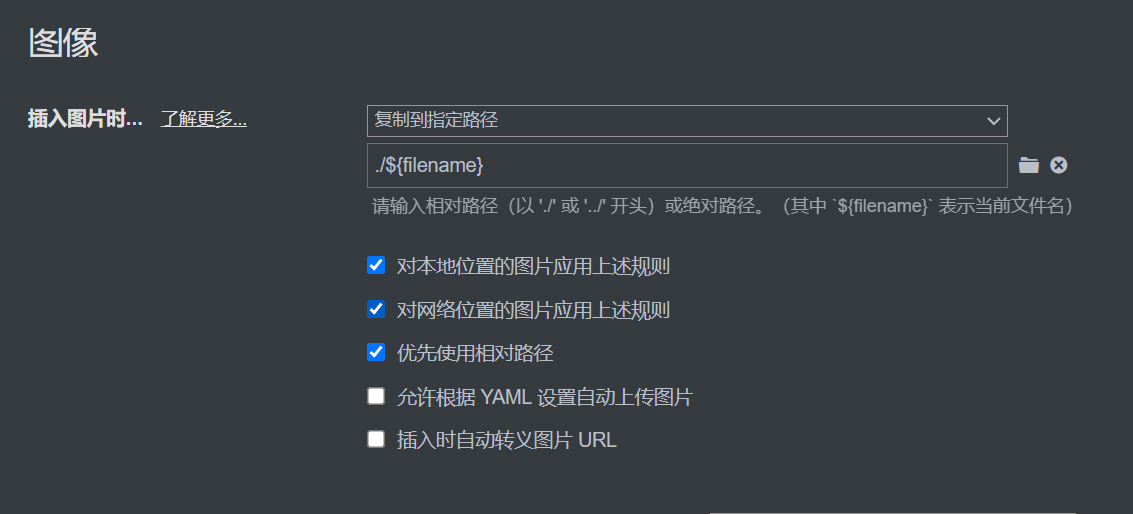 图像
插入图片时... 了解更多...
复制到指定路径
./${filename}
请输入相对路径（以 './' 或 '../' 开头）或绝对路径。（其中 `${filename}` 表示当前文件名）
对本地位置的图片应用上述规则
对网络位置的图片应用上述规则
优先使用相对路径
允许根据 YAML 设置自动上传图片
插入时自动转义图片 URL